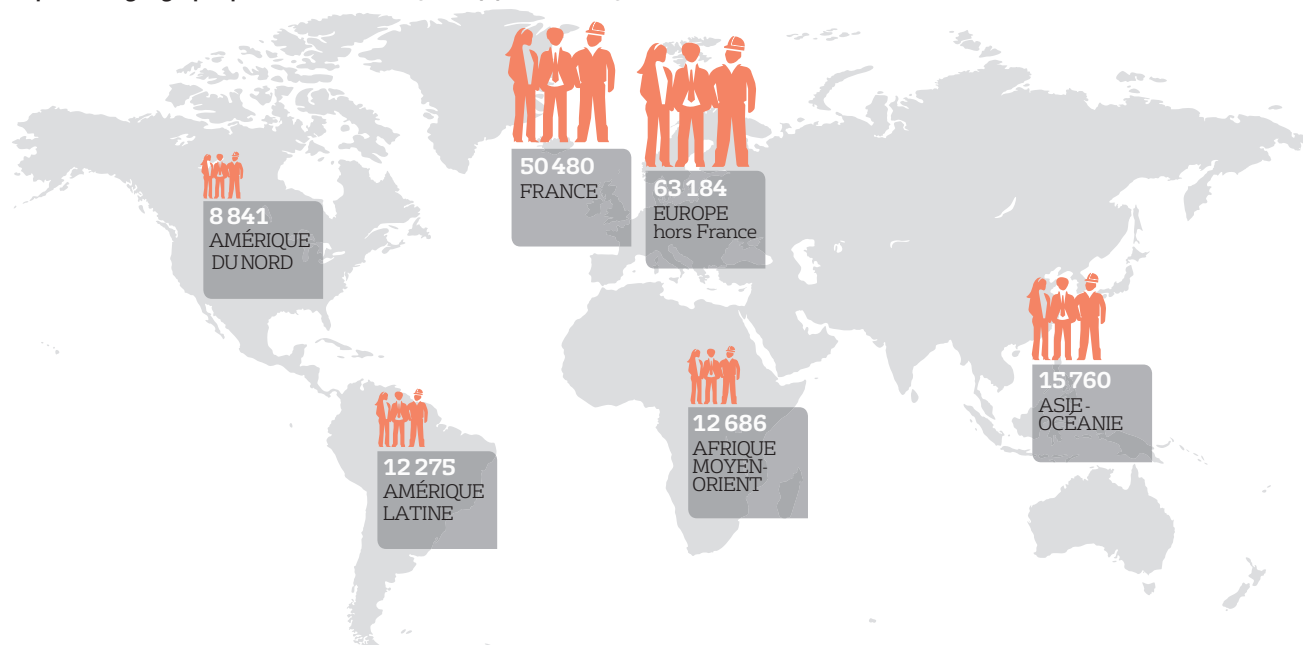 50 480
FRANCE
63 184
EUROPE
hors France
8 841
AMÉRIQUE
DU NORD
15 760
ASIE-
OCÉANIE
12 686
AFRIQUE
MOYEN-
ORIENT
12 275
AMÉRIQUE
LATINE